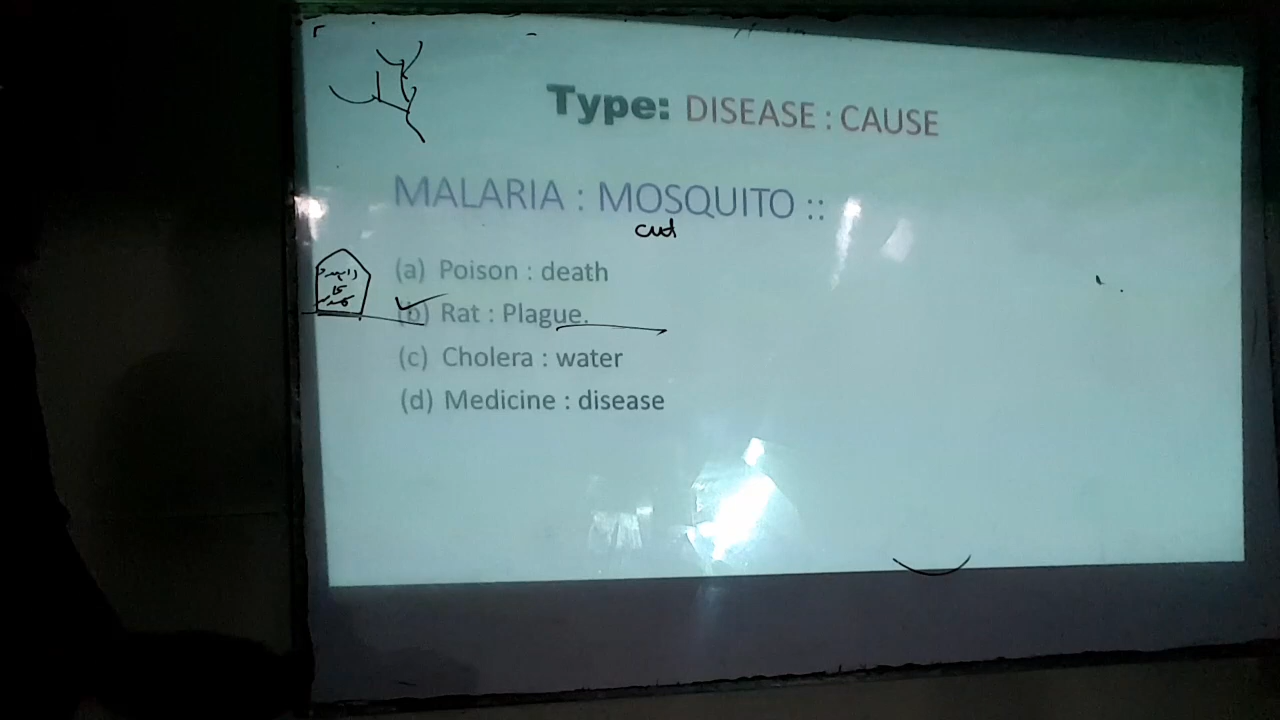 Type: DISEASE : CAUSE
MALARIA : MOSQUITO ::
(a) Poison : death
(b) Rat : Plague.
(c) Cholera : water
(d) Medicine : disease